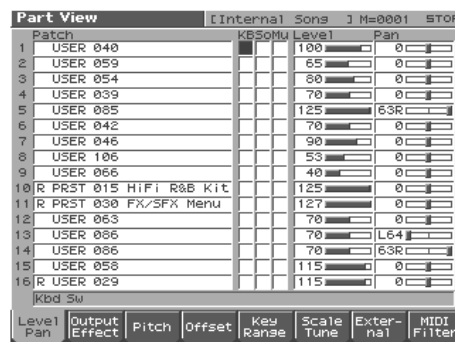 Part View [Internal Song ] M=0001 STOP
Patch KBSoMu Level Pan
1 USER 040 100 0
2 USER 059 65 0
3 USER 054 80 0
4 USER 039 70 0
5 USER 085 125 63R
6 USER 042 70 0
7 USER 046 90 0
8 USER 106 53 0
9 USER 066 40 0
10 R PRST 015 HiFi R&B Kit 125 0
11 R PRST 030 FX/SFX Menu 127 0
12 USER 063 70 0
13 USER 086 70 L64
14 USER 086 70 63R
15 USER 058 115 0
16 R USER 029 115 0
Kbd Sw
Level Output Pitch Offset Key Scale Exter- MIDI
Pan Effect Range Tune nal Filter